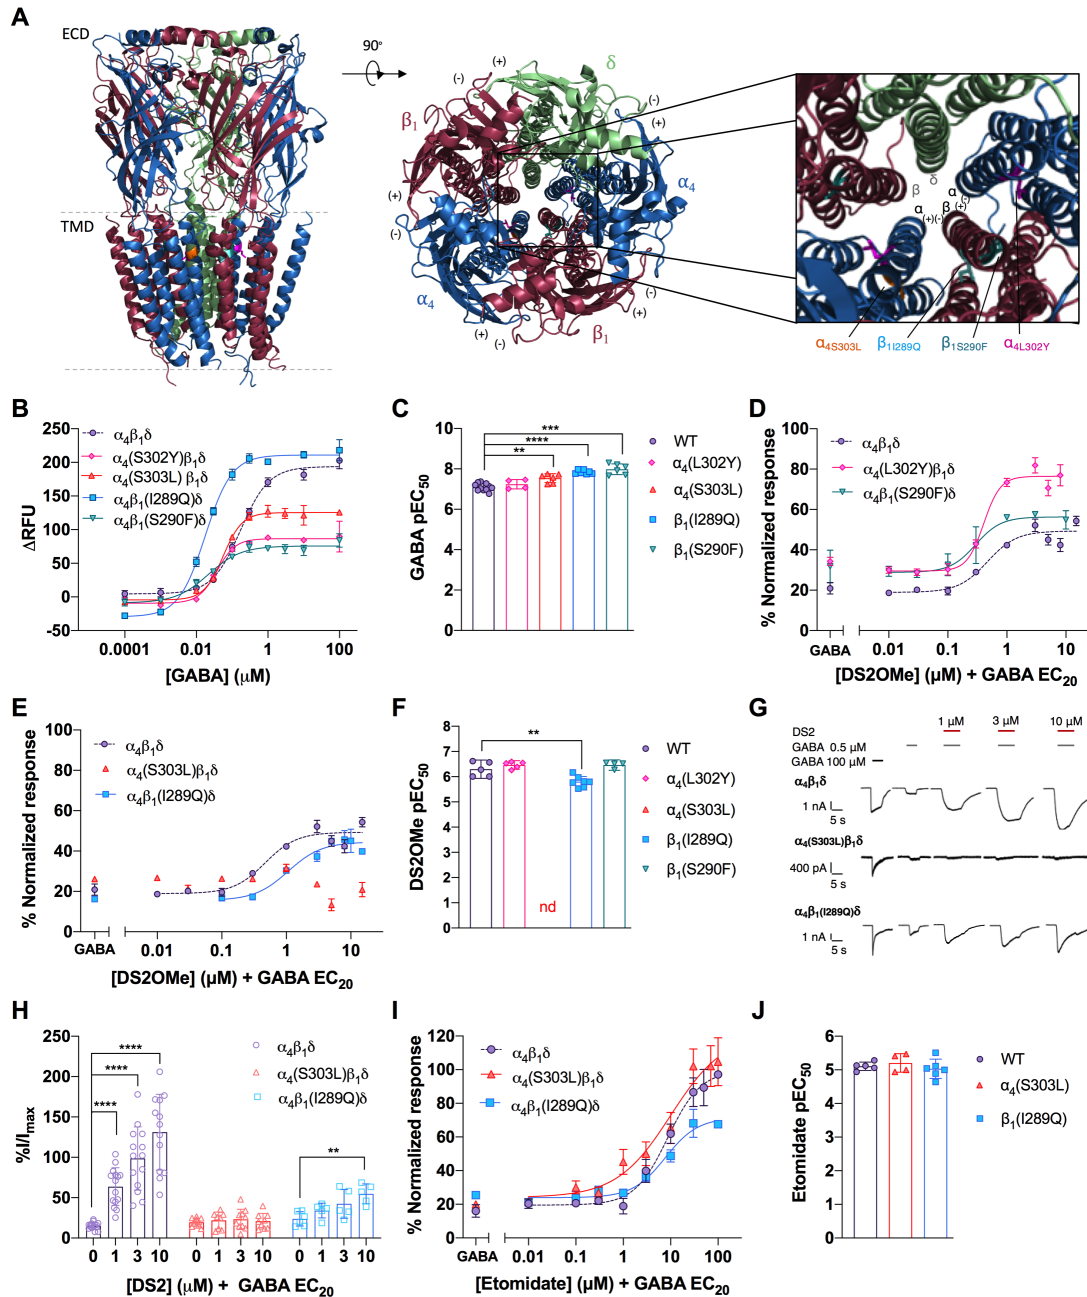 A
ECD
TMD
90°
(+)
(-)
δ
(-)
(+)
β1
(-)
(+)
(-)
α4
α4
β1
(+)
(-)
(-)
(+)
β
δ
α
(-)
α
β
(+)
(+)(-)
α4S303L
β1I289Q
β1S290F
α4L302Y
B
250
200
150
100
50
0
-50
ΔRFU
α4β1δ
α4(S302Y)β1δ
α4(S303L) β1δ
α4β1(I289Q)δ
α4β1(S290F)δ
0.0001
0.01
1
100
[GABA] (μM)
C
10
8
6
4
2
0
GABA pEC50
***
****
**
WT
α4(L302Y)
α4(S303L)
β1(I289Q)
β1(S290F)
D
100
80
60
40
20
0
% Normalized response
α4β1δ
α4(L302Y)β1δ
α4β1(S290F)δ
GABA
0.01
0.1
1
10
[DS2OMe] (μM) + GABA EC20
E
100
80
60
40
20
0
% Normalized response
α4β1δ
α4(S303L)β1δ
α4β1(I289Q)δ
GABA
0.01
0.1
1
10
[DS2OMe] (μM) + GABA EC20
F
8
7
6
5
4
3
2
1
0
DS2OMe pEC50
**
nd
WT
α4(L302Y)
α4(S303L)
β1(I289Q)
β1(S290F)
G
1 μM
3 μM
10 μM
DS2
GABA 0.5 μM
GABA 100 μM
α4β1δ
1 nA
5 s
α4(S303L)β1δ
400 pA
5 s
α4β1(I289Q)δ
1 nA
5 s
H
250
200
150
100
50
0
%I/Imax
****
****
****
**
α4β1δ
α4(S303L)β1δ
α4β1(I289Q)δ
0 1 3 10
0 1 3 10
0 1 3 10
[DS2] (μM) + GABA EC20
I
120
100
80
60
40
20
0
% Normalized response
α4β1δ
α4(S303L)β1δ
α4β1(I289Q)δ
GABA
0.01
0.1
1
10
100
[Etomidate] (μM) + GABA EC20
J
6
5
4
3
2
1
0
Etomidate pEC50
WT
α4(S303L)
β1(I289Q)